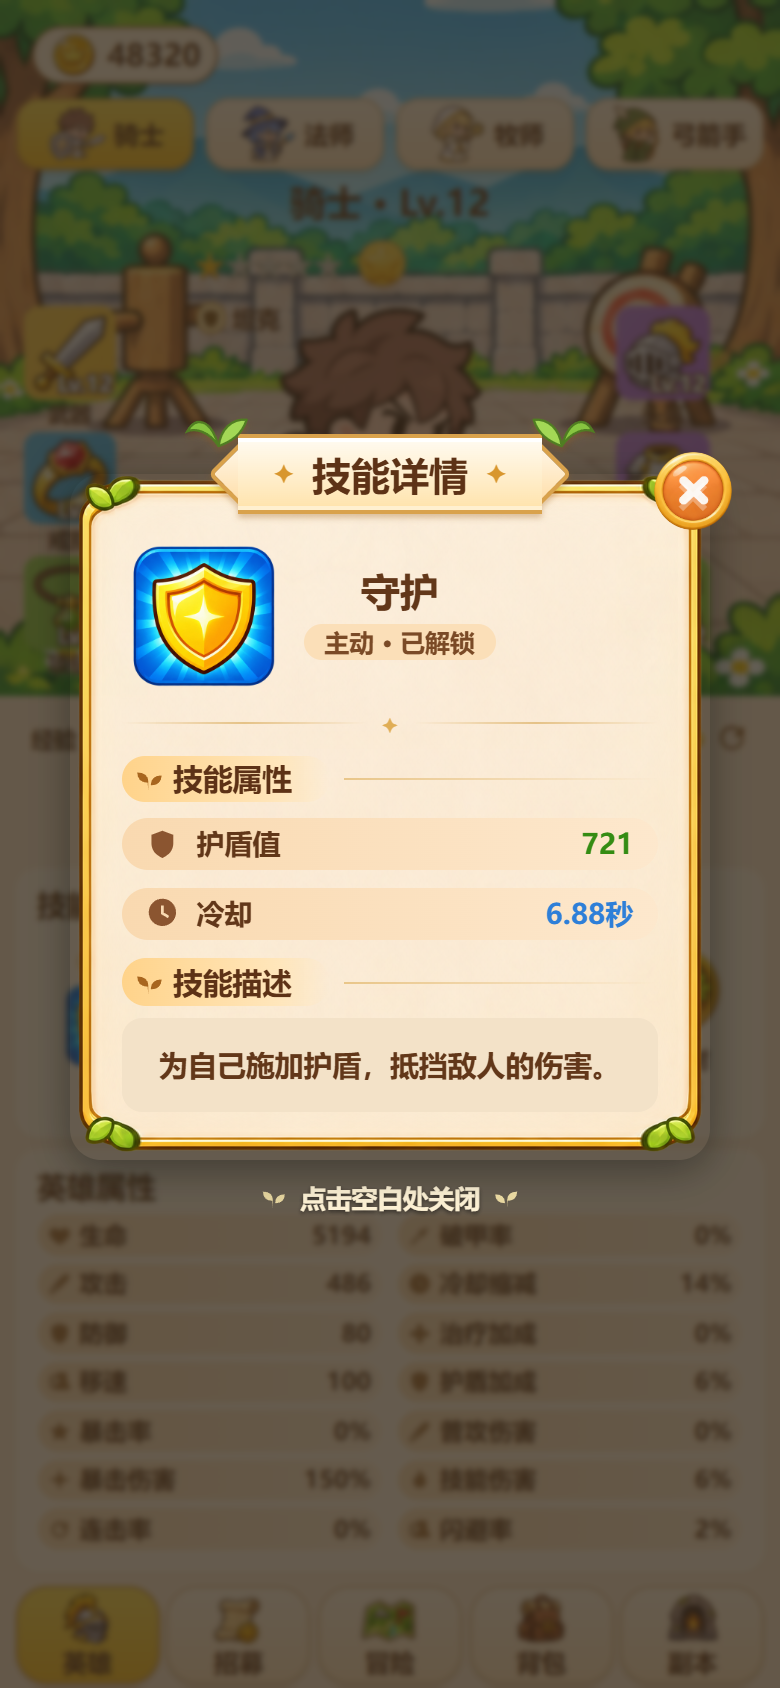 48320
骑士
法师
牧师
弓箭手
骑士·Lv.12
坦克
Lv.12
Lv.12
技能详情
守护
主动·已解锁
技能属性
护盾值
721
冷却
6.88秒
技能描述
为自己施加护盾，抵挡敌人的伤害。
点击空白处关闭
英雄属性
生命 5194
破甲率 0%
攻击 486
冷却缩减 14%
防御 80
治疗加成 0%
移速 100
护盾加成 6%
暴击率 0%
普攻伤害 0%
暴击伤害 150%
技能伤害 6%
连击率 0%
闪避率 2%
英雄
招募
冒险
背包
副本